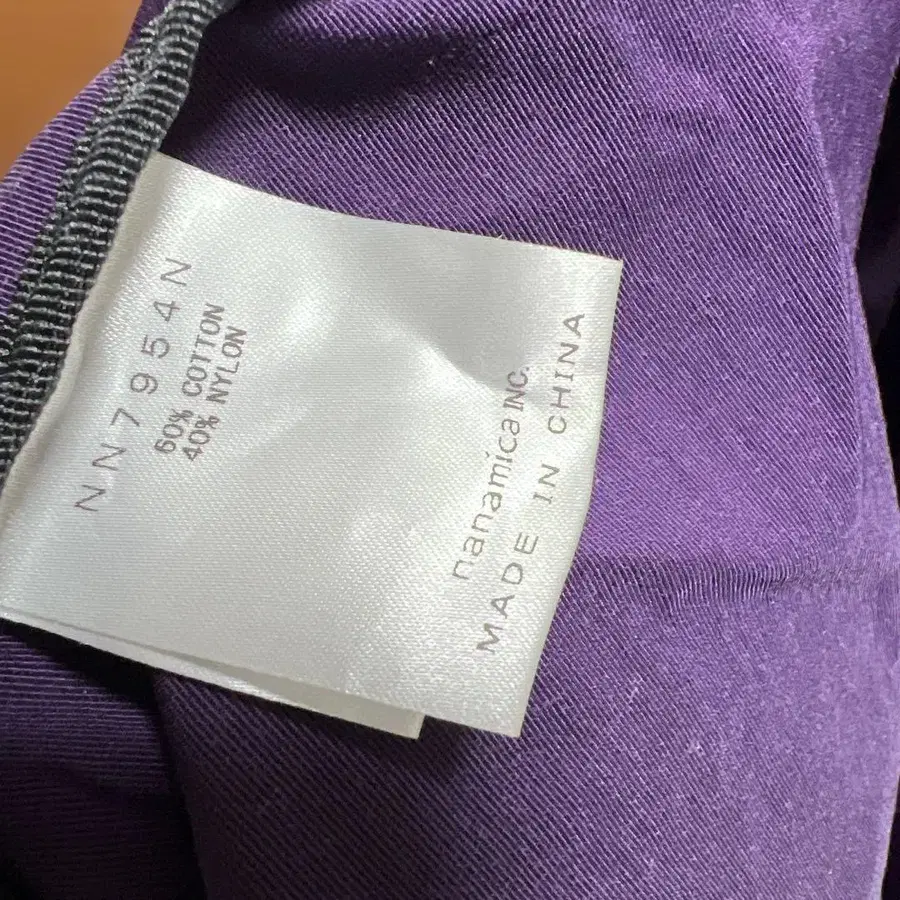 NN7954N
60% COTTON
40% NYLON
nanamica INC.
MADE IN CHINA